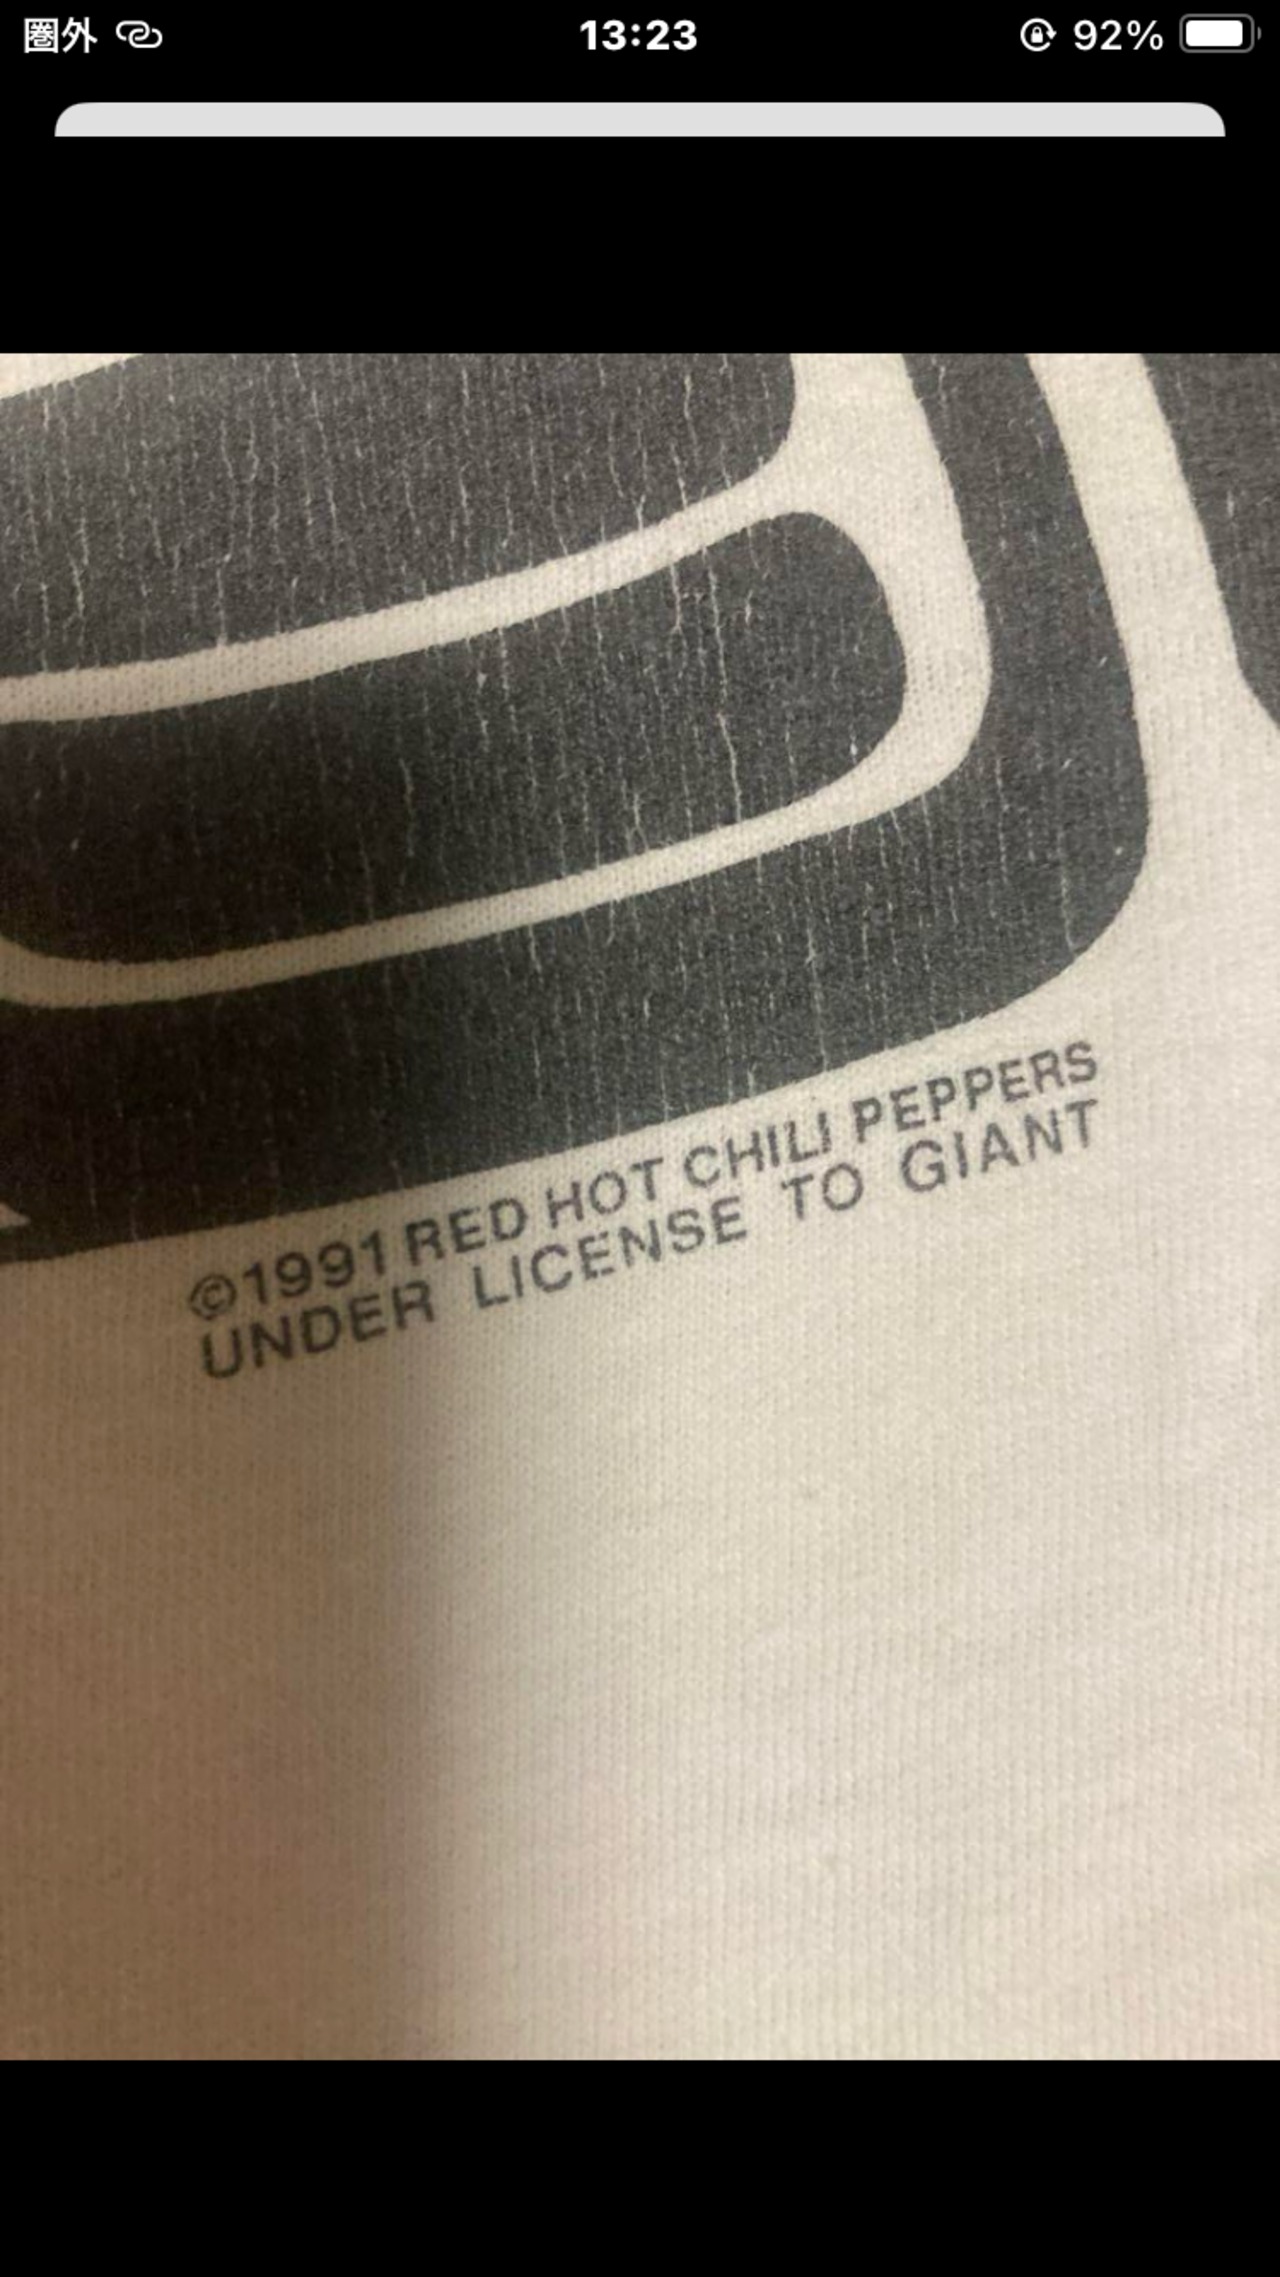 圏外 13:23 92%
©1991 RED HOT CHILI PEPPERS
UNDER LICENSE TO GIANT